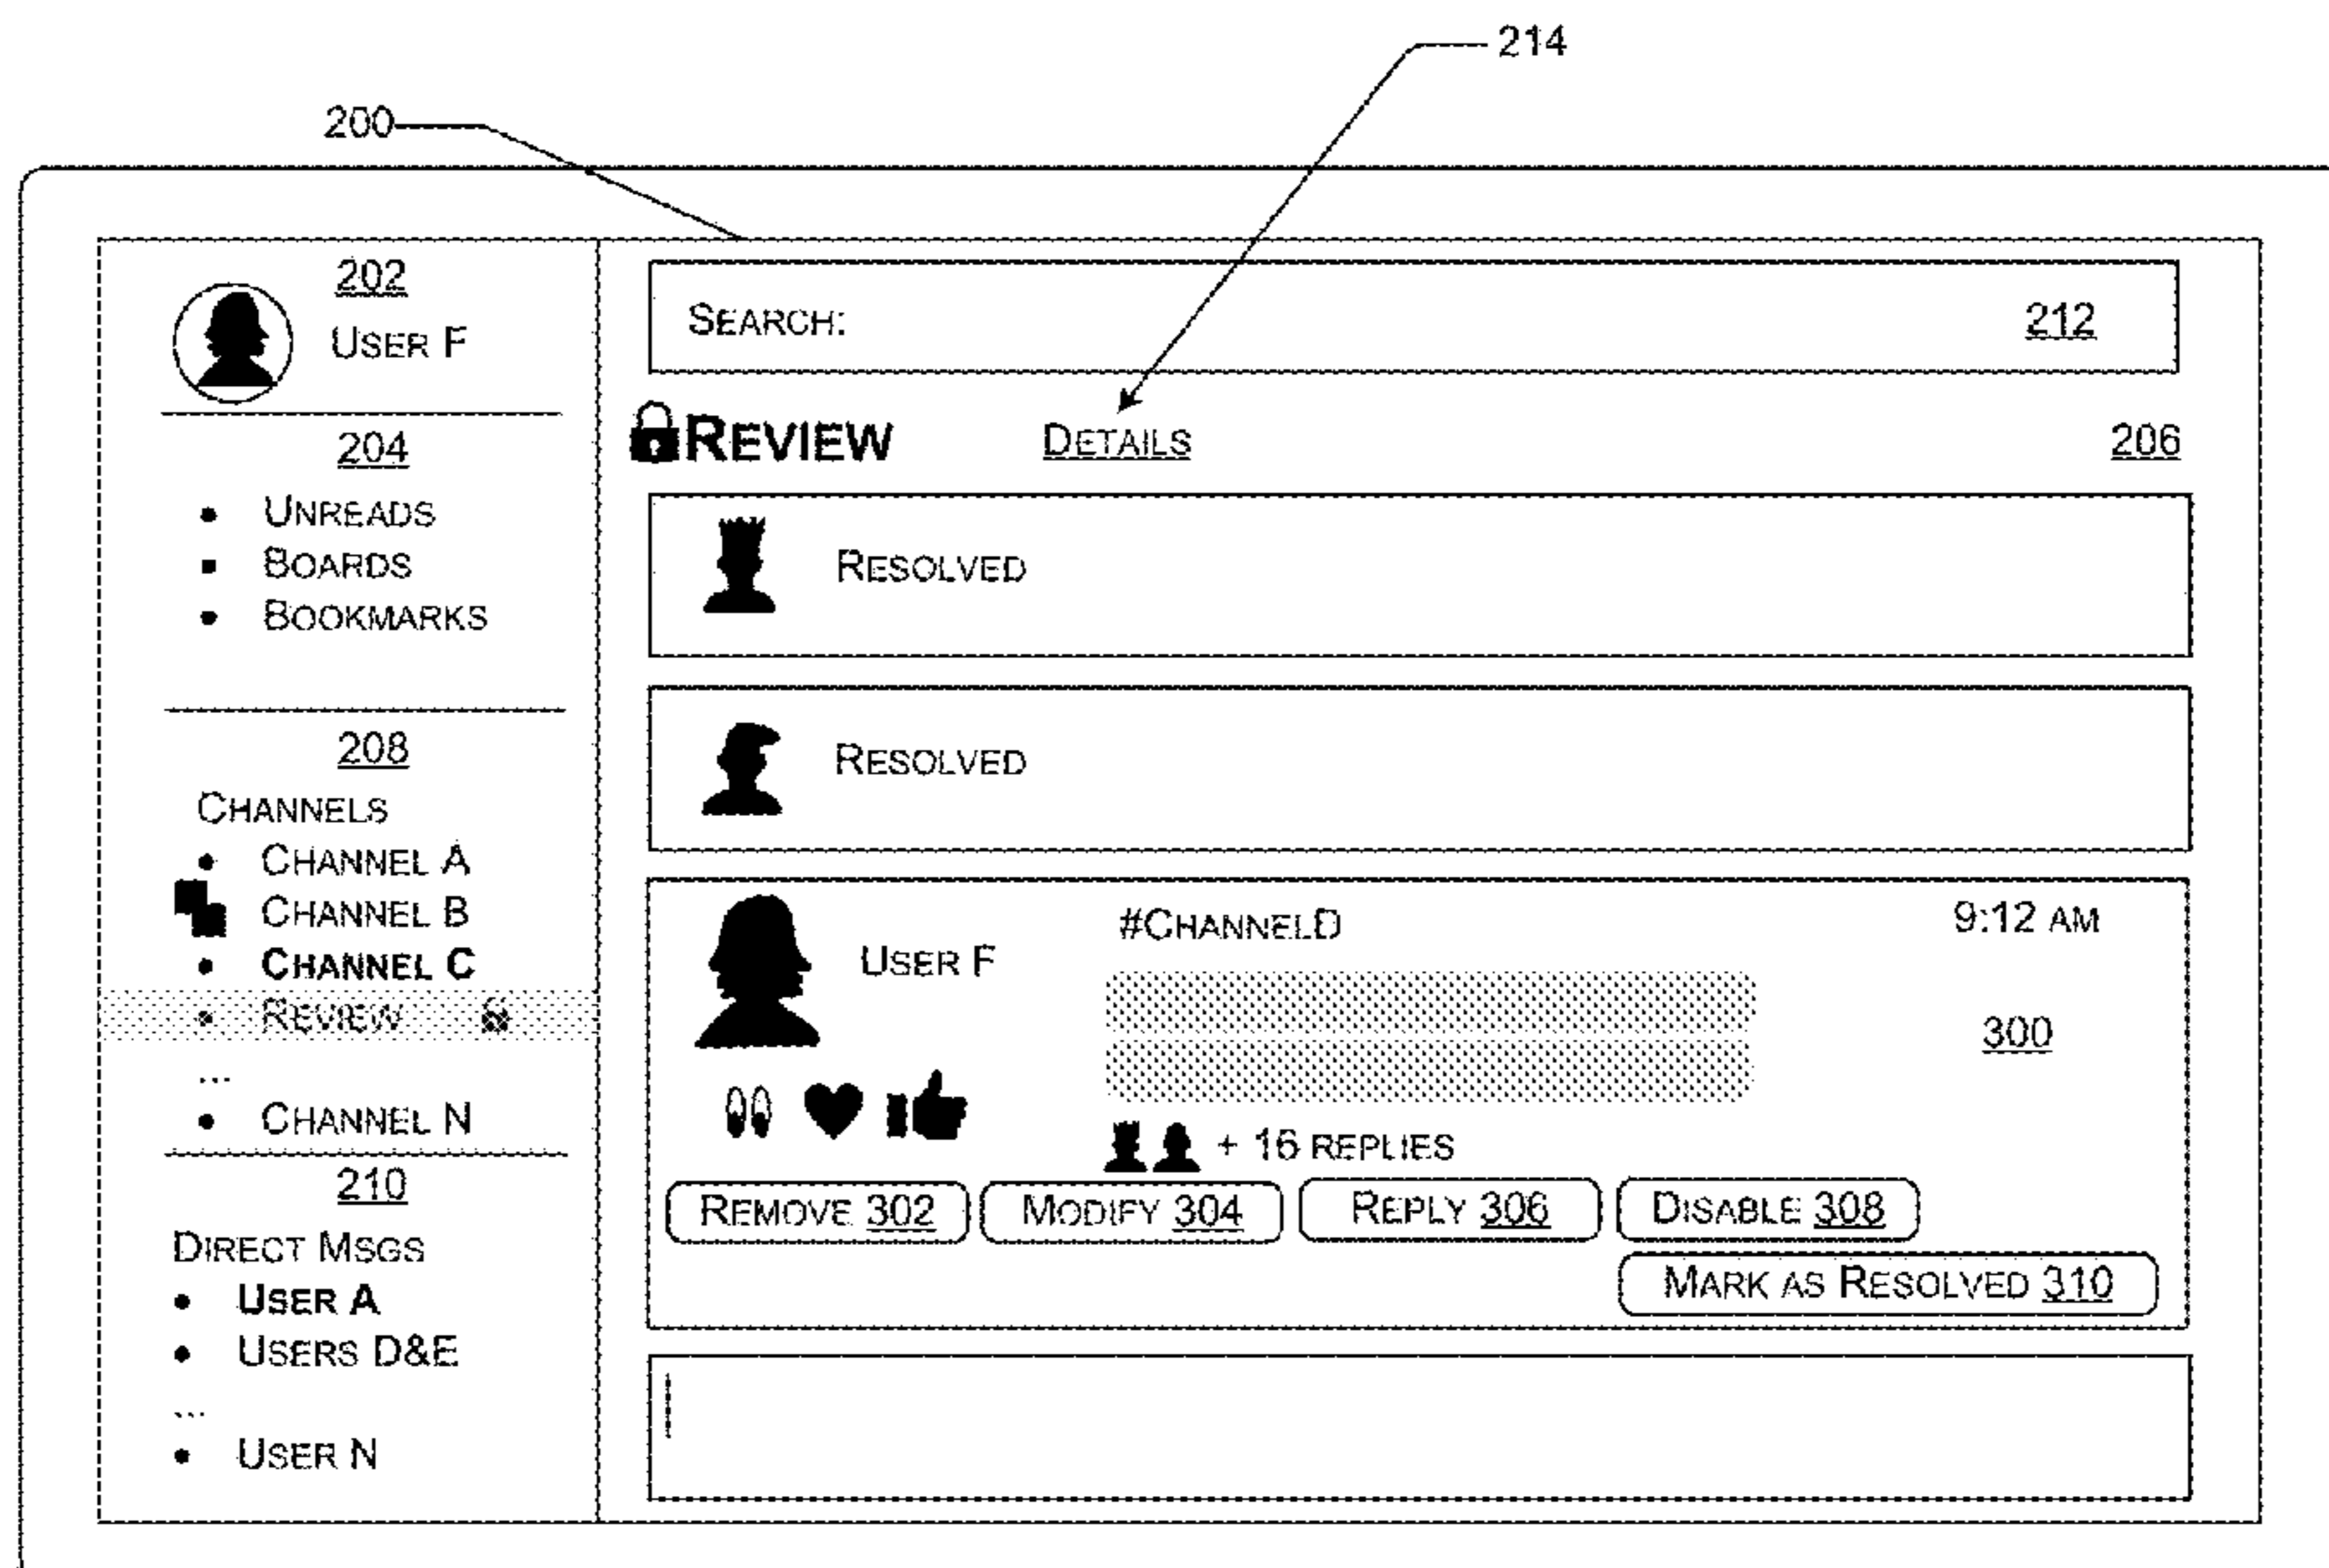 214
200
202
USER F
204
• UNREADS
• BOARDS
• BOOKMARKS
208
CHANNELS
• CHANNEL A
CHANNEL B
• CHANNEL C
• REVIEW
...
• CHANNEL N
210
DIRECT MSGS
• USER A
• USERS D&E
...
• USER N
SEARCH: 212
REVIEW DETAILS 206
RESOLVED
RESOLVED
USER F #CHANNELD 9:12 AM
300
+ 16 REPLIES
REMOVE 302 MODIFY 304 REPLY 306 DISABLE 308
MARK AS RESOLVED 310